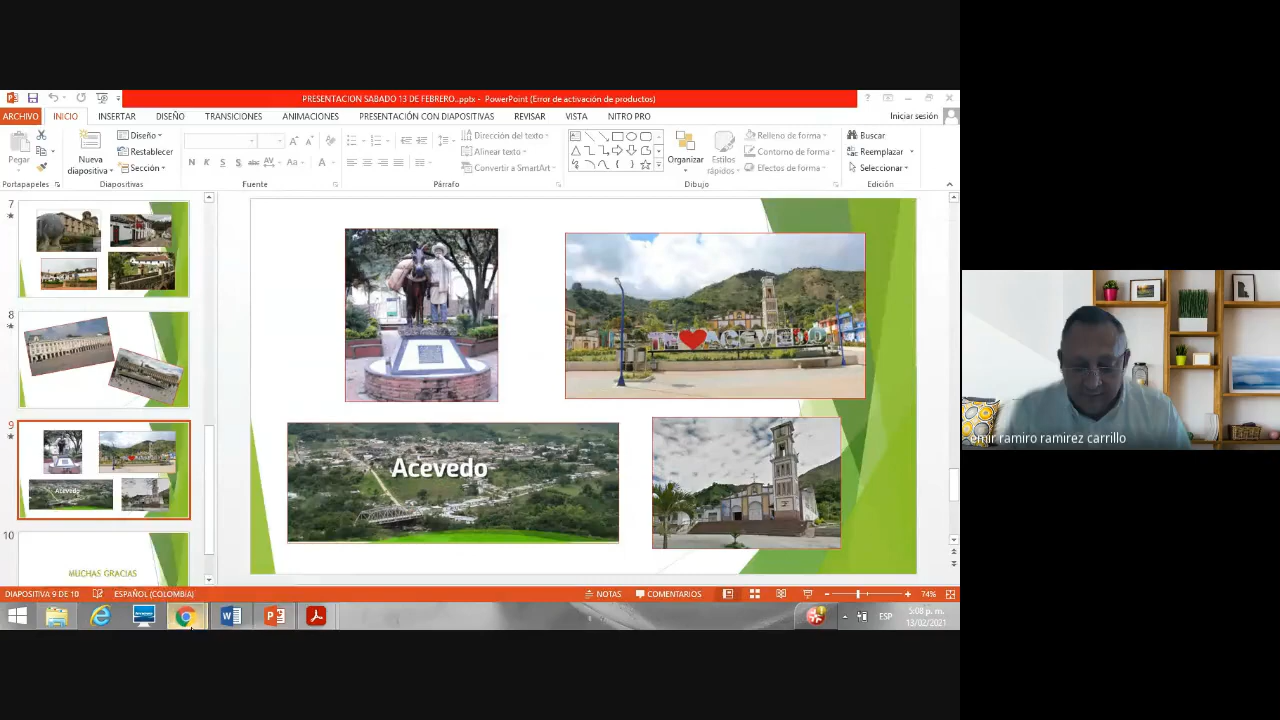 PRESENTACION SABADO 13 DE FEBRERO..pptx - PowerPoint (Error de activación de productos)
ARCHIVO INICIO INSERTAR DISEÑO TRANSICIONES ANIMACIONES PRESENTACIÓN CON DIAPOSITIVAS REVISAR VISTA NITRO PRO Iniciar sesión
Pegar
Nueva diapositiva
Diseño
Restablecer
Sección
N K S S abc AV Aa A
Dirección del texto
Alinear texto
Convertir a SmartArt
Organizar
Estilos rápidos
Relleno de forma
Contorno de forma
Efectos de forma
Buscar
Reemplazar
Seleccionar
Portapapeles Diapositivas Fuente Párrafo Dibujo Edición
7
8
9
Acevedo
10
MUCHAS GRACIAS
ACEVEDO
Acevedo
emir ramiro ramirez carrillo
DIAPOSITIVA 9 DE 10 ESPAÑOL (COLOMBIA) NOTAS COMENTARIOS 74%
ESP
5:08 p. m.
13/02/2021